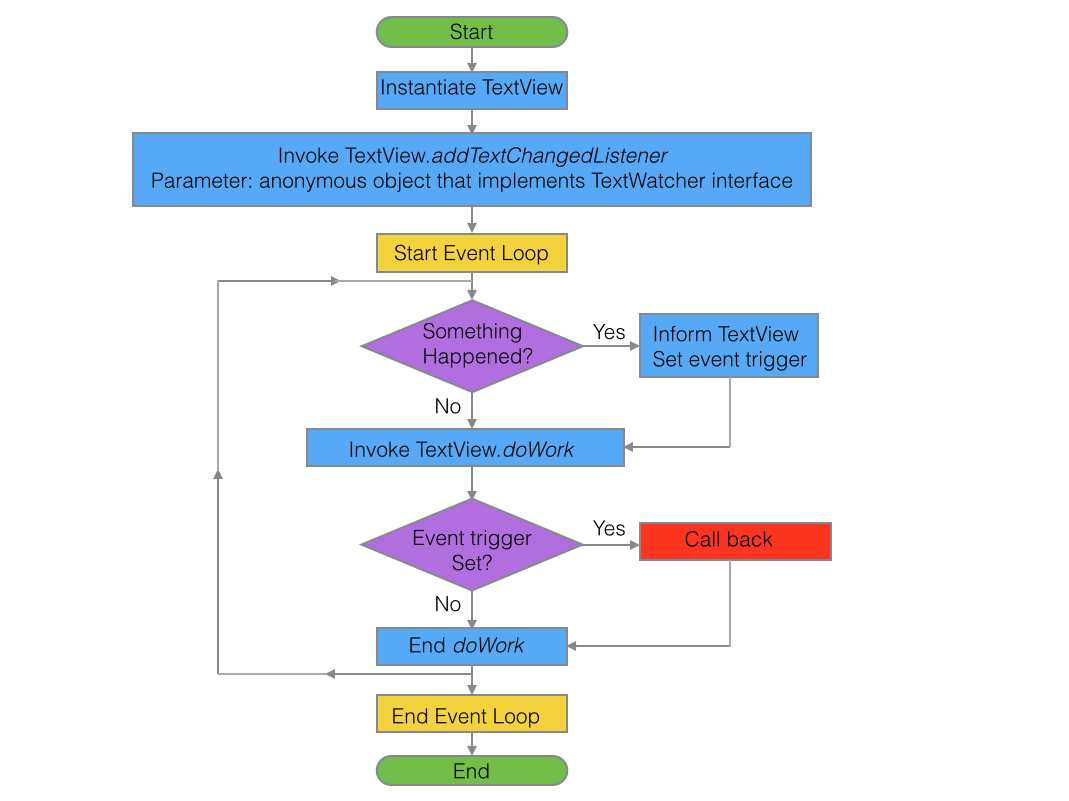 Start
Instantiate TextView
Invoke TextView.addTextChangedListener
Parameter: anonymous object that implements TextWatcher interface
Start Event Loop
Something
Happened?
Yes
Inform TextView
Set event trigger
No
Invoke TextView.doWork
Event trigger
Set?
Yes
Call back
No
End doWork
End Event Loop
End